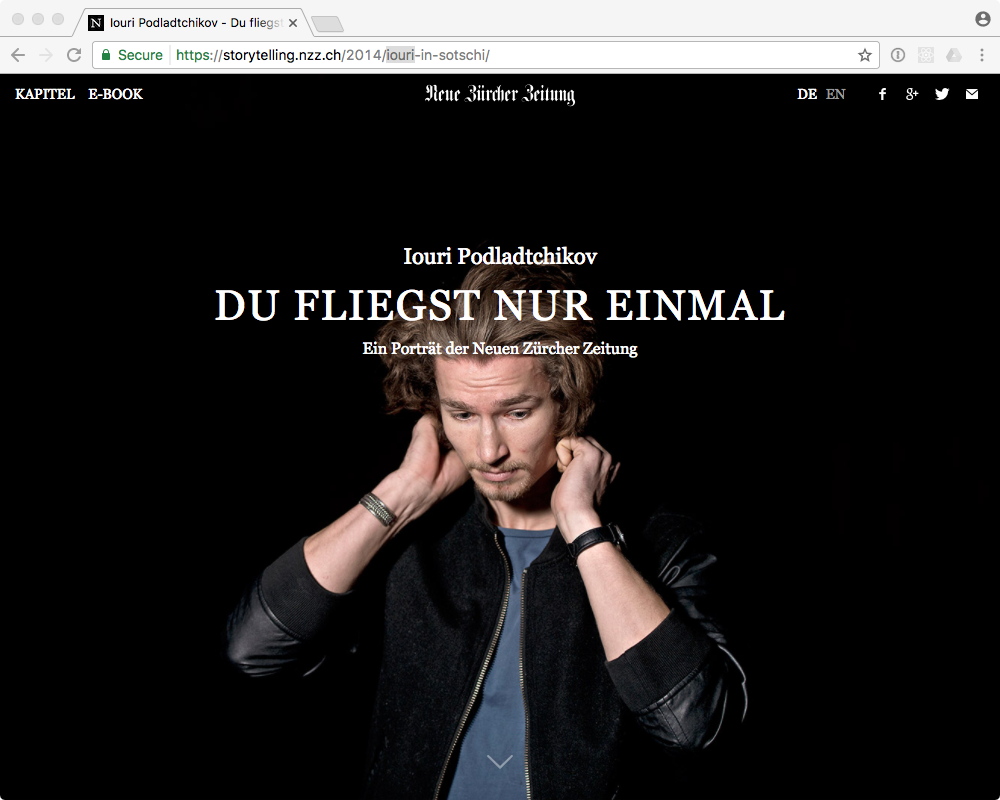 N
Iouri Podladtchikov - Du fliegst
Secure
https://storytelling.nzz.ch/2014/iouri-in-sotschi/
KAPITEL E-BOOK
Neue Zürcher Zeitung
DE EN
Iouri Podladtchikov
DU FLIEGST NUR EINMAL
Ein Porträt der Neuen Zürcher Zeitung